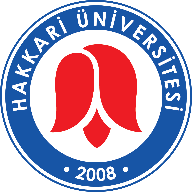 HAKKARİ ÜNİVERSİTESİ
• 2008 •